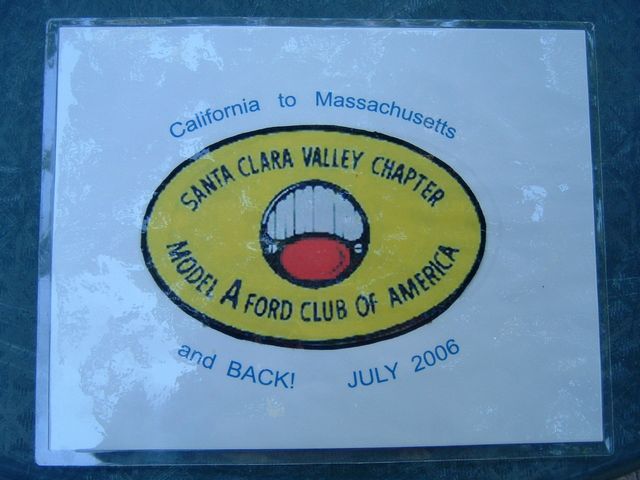 California to Massachusetts
SANTA CLARA VALLEY CHAPTER
MODEL A FORD CLUB OF AMERICA
and BACK! JULY 2006